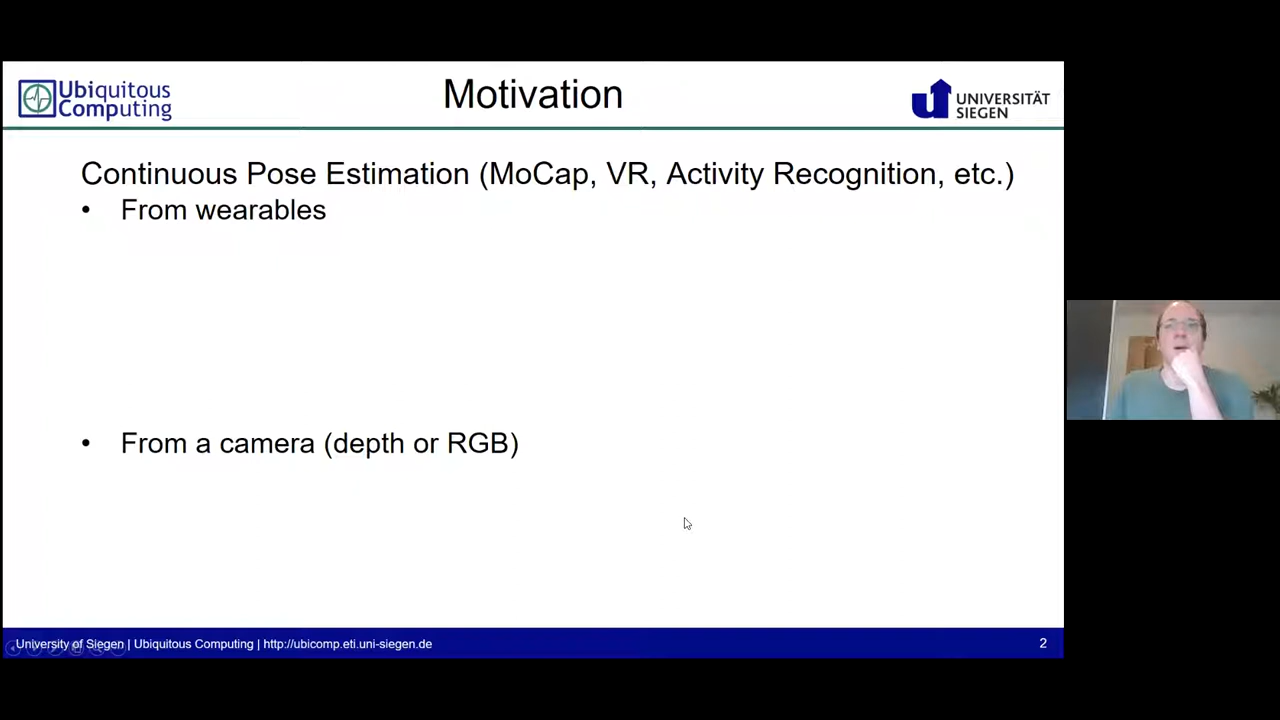 Ubiquitous
Computing
Motivation
UNIVERSITÄT
SIEGEN
Continuous Pose Estimation (MoCap, VR, Activity Recognition, etc.)
• From wearables
• From a camera (depth or RGB)
University of Siegen | Ubiquitous Computing | http://ubicomp.eti.uni-siegen.de
2